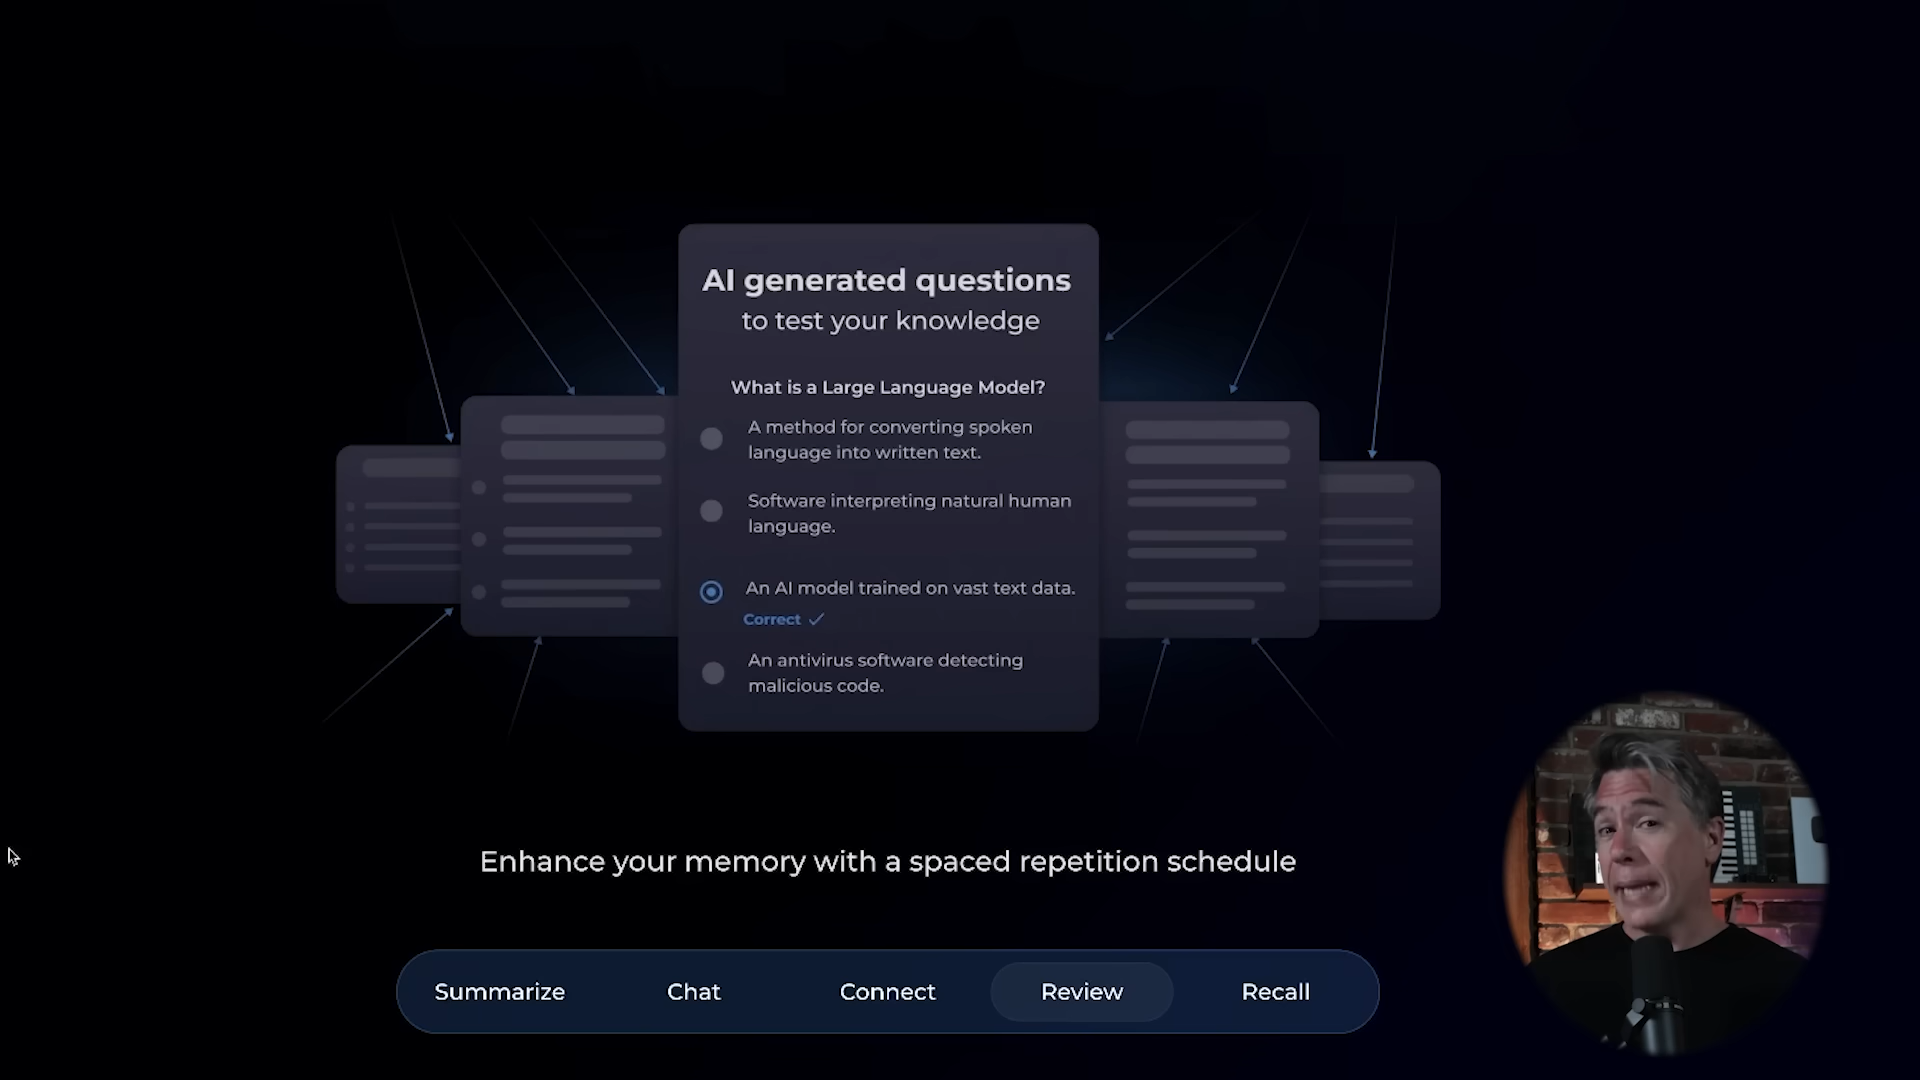 AI generated questions
to test your knowledge
What is a Large Language Model?
A method for converting spoken
language into written text.
Software interpreting natural human
language.
An AI model trained on vast text data.
Correct
An antivirus software detecting
malicious code.
Enhance your memory with a spaced repetition schedule
Summarize Chat Connect Review Recall